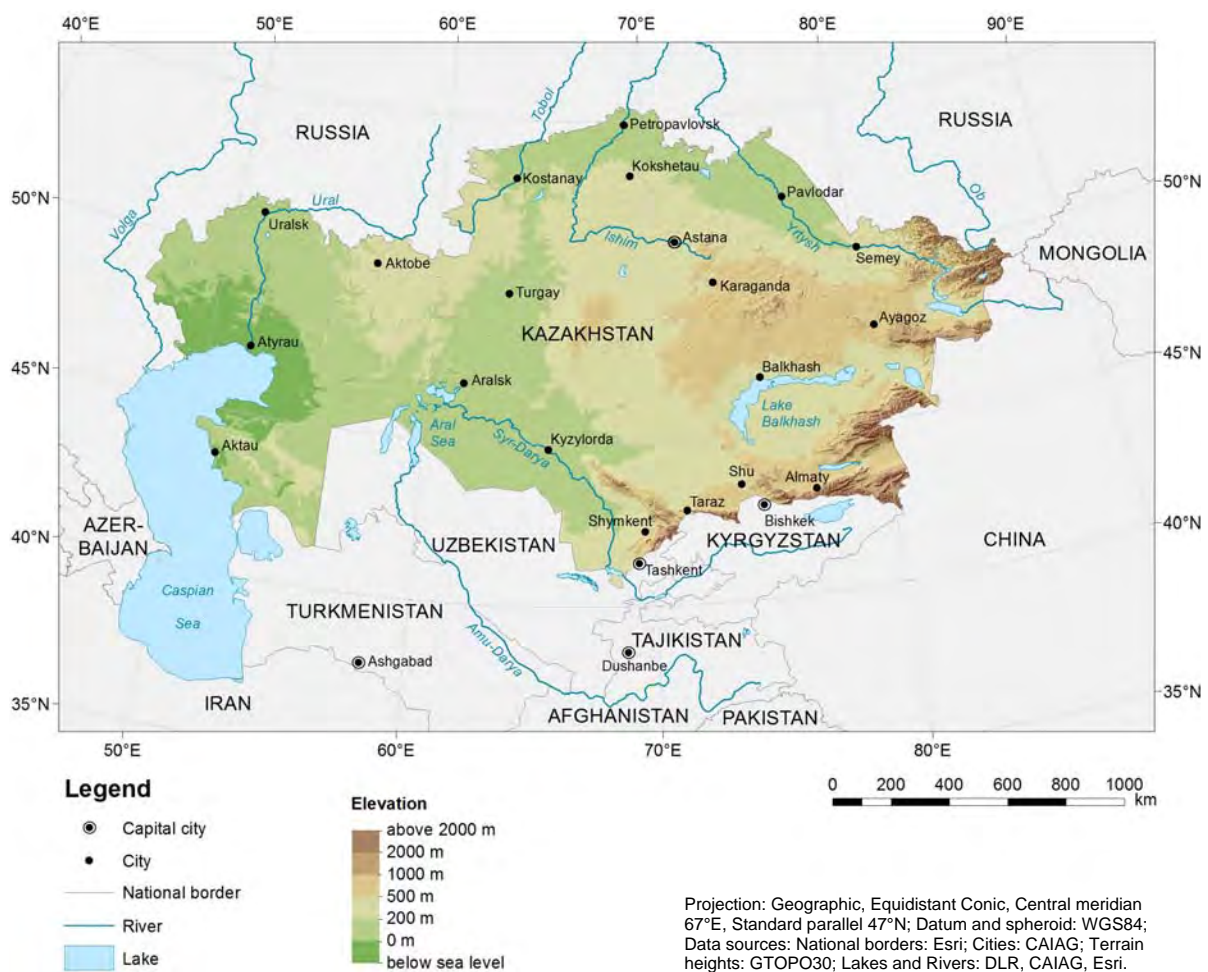 40°E 50°E 60°E 70°E 80°E 90°E
RUSSIA
Tobol
Petropavlovsk
RUSSIA
Kokshetau
50°N
Volga
Ural
Uralsk
Kostanay
Pavlodar
Ob
50°N
Ishim
Astana
Yrtysh
Semey
MONGOLIA
Aktobe
Turgay
Karaganda
KAZAKHSTAN
Ayagoz
Atyrau
45°N
45°N
Aralsk
Balkhash
Lake
Balkhash
Aral
Sea
Syr-Darya
Kyzylorda
Aktau
Shu
Almaty
Taraz
Shymkent
Bishkek
AZER-
BAIJAN
40°N
UZBEKISTAN
KYRGYZSTAN
CHINA
40°N
Tashkent
Caspian
Sea
TURKMENISTAN
TAJIKISTAN
Amu-Darya
Dushanbe
Ashgabad
35°N
IRAN
AFGHANISTAN
PAKISTAN
35°N
50°E 60°E 70°E 80°E
Legend
Capital city
City
National border
River
Lake
Elevation
above 2000 m
2000 m
1000 m
500 m
200 m
0 m
below sea level
0 200 400 600 800 1000
km
Projection: Geographic, Equidistant Conic, Central meridian
67°E, Standard parallel 47°N; Datum and spheroid: WGS84;
Data sources: National borders: Esri; Cities: CAIAG; Terrain
heights: GTOPO30; Lakes and Rivers: DLR, CAIAG, Esri.